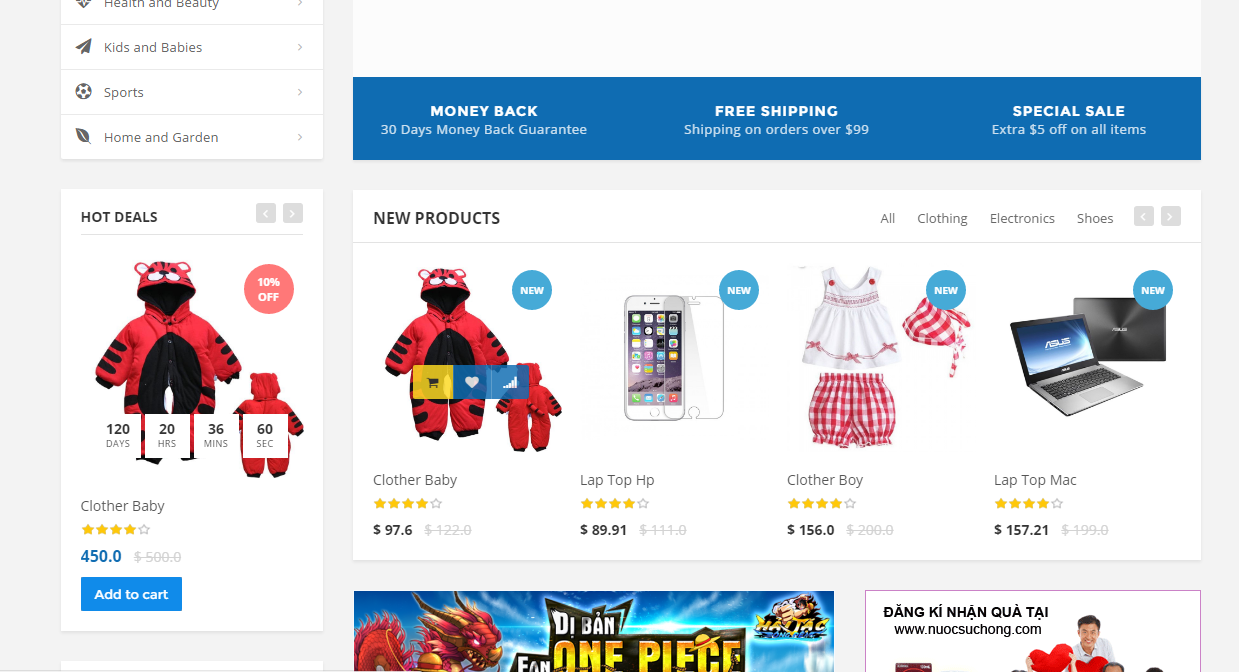 Health and Beauty
Kids and Babies
Sports
Home and Garden
MONEY BACK
30 Days Money Back Guarantee
FREE SHIPPING
Shipping on orders over $99
SPECIAL SALE
Extra $5 off on all items
HOT DEALS
10%
OFF
120
DAYS
20
HRS
36
MINS
60
SEC
Clother Baby
450.0 $ 500.0
Add to cart
NEW PRODUCTS
All Clothing Electronics Shoes
NEW
NEW
NEW
NEW
ASUS
ASUS
Clother Baby
$ 97.6 $ 122.0
Lap Top Hp
$ 89.91 $ 111.0
Clother Boy
$ 156.0 $ 200.0
Lap Top Mac
$ 157.21 $ 199.0
DỊ BẢN
FAN ONE PIECE
HẢI TẶC
ĐĂNG KÍ NHẬN QUÀ TẠI
www.nuocsuchong.com